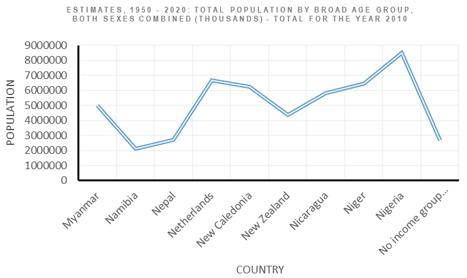 ESTIMATES, 1950 - 2020: TOTAL POPULATION BY BROAD AGE GROUP,
BOTH SEXES COMBINED (THOUSANDS) - TOTAL FOR THE YEAR 2010
9000000
8000000
7000000
6000000
5000000
4000000
3000000
2000000
1000000
0
POPULATION
Myanmar
Namibia
Nepal
Netherlands
New Caledonia
New Zealand
Nicaragua
Niger
Nigeria
No income group...
COUNTRY